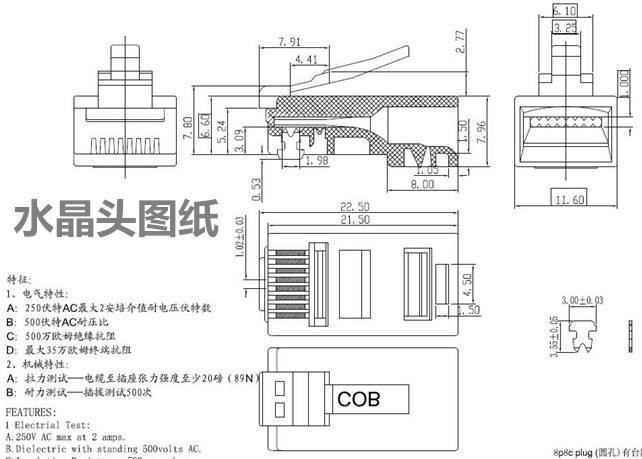 6.10
3.25
7.91
4.41
2.77
1.000
7.80
6.60
5.24
3.09
1.98
0.53
1.50
7.96
1.05
8.00
11.60
水晶头图纸
22.50
21.50
1.02±0.03
4.50
1.50
3.00±0.03
3.55±0.05
特征:
1、电气特性:
A: 250伏特AC最大2安培介值耐电压伏特数
B: 500伏特AC耐压比
C: 500万欧姆绝缘抗阻
D: 最大35万欧姆终端抗阻
2、机械特性:
A: 拉力测试——电缆至插座张力强度至少20磅(89N)
B: 耐力测试——插拔测试500次
COB
FEATURES:
1 Electrial Test:
A.250V AC max at 2 amps.
B.Dielectric with standing 500volts AC.
8p8c plug (圆孔)有台